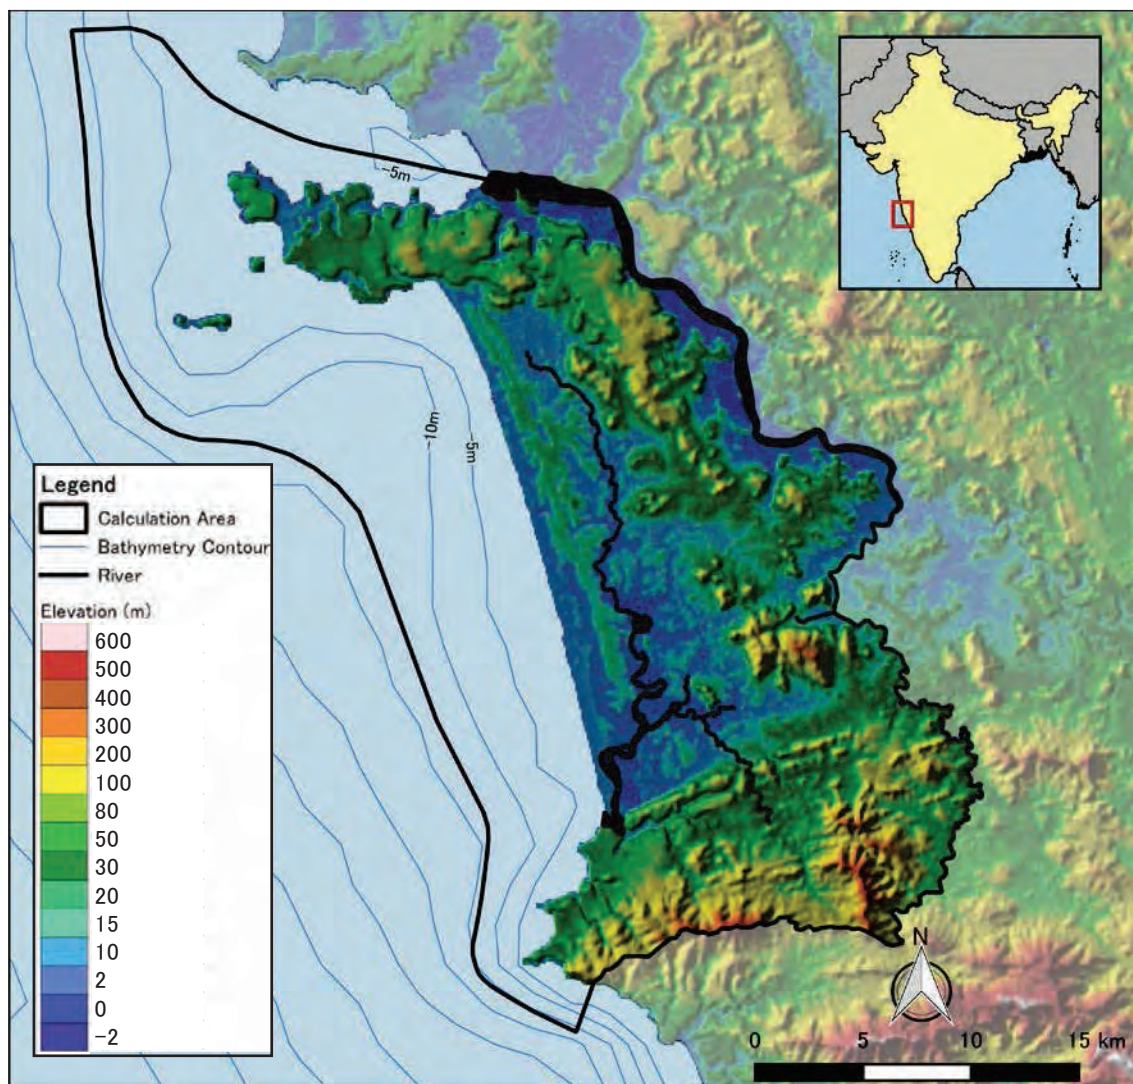 -5m
-10m
-5m
Legend
Calculation Area
Bathymetry Contour
River
Elevation (m)
600
500
400
300
200
100
80
50
30
20
15
10
2
0
-2
N
0 5 10 15 km